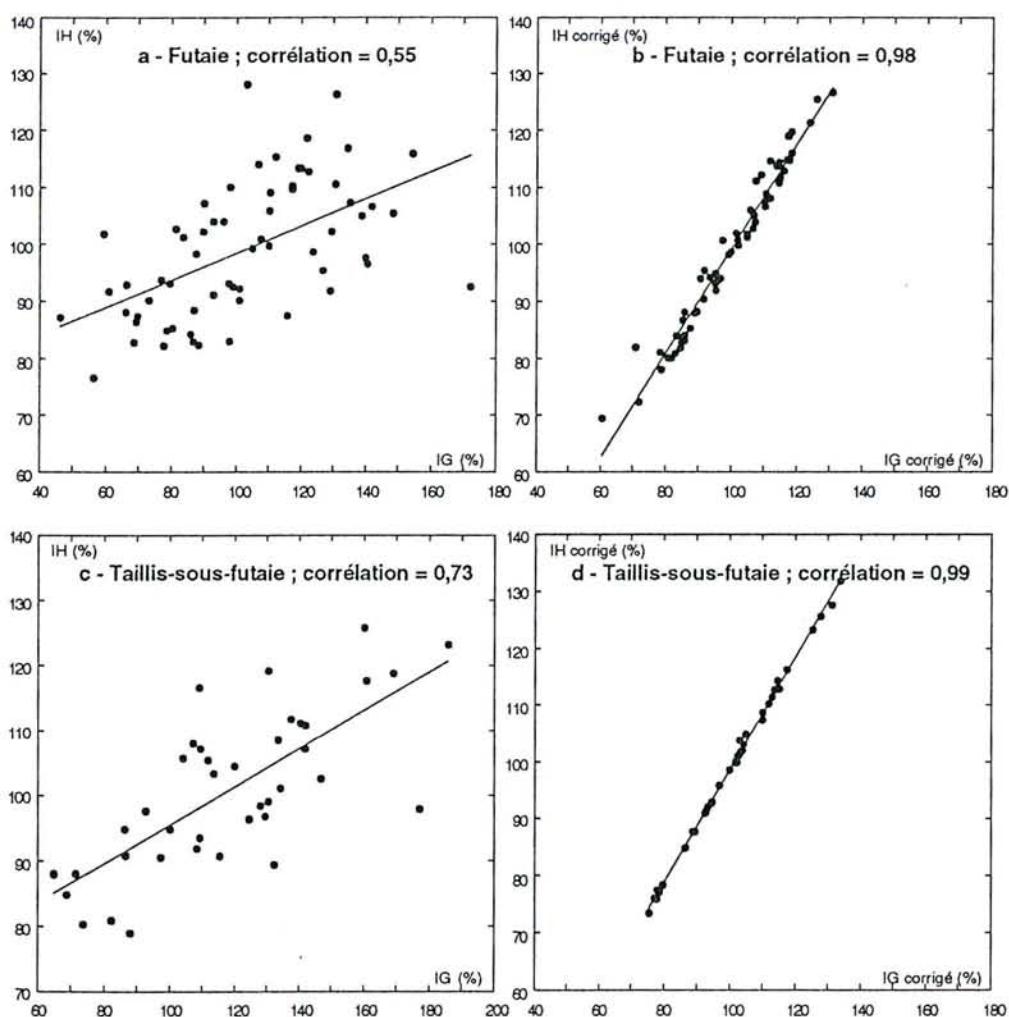 IH (%)
a - Futaie ; corrélation = 0,55
140
130
120
110
100
90
80
70
60
IG (%)
40 60 80 100 120 140 160 180
IH corrigé (%)
b - Futaie ; corrélation = 0,98
140
130
120
110
100
90
80
70
60
IG corrigé (%)
40 60 80 100 120 140 160 180
IH (%)
c - Taillis-sous-futaie ; corrélation = 0,73
140
130
120
110
100
90
80
70
IG (%)
60 80 100 120 140 160 180 200
IH corrigé (%)
d - Taillis-sous-futaie ; corrélation = 0,99
140
130
120
110
100
90
80
70
60
IG corrigé (%)
40 60 80 100 120 140 160 180